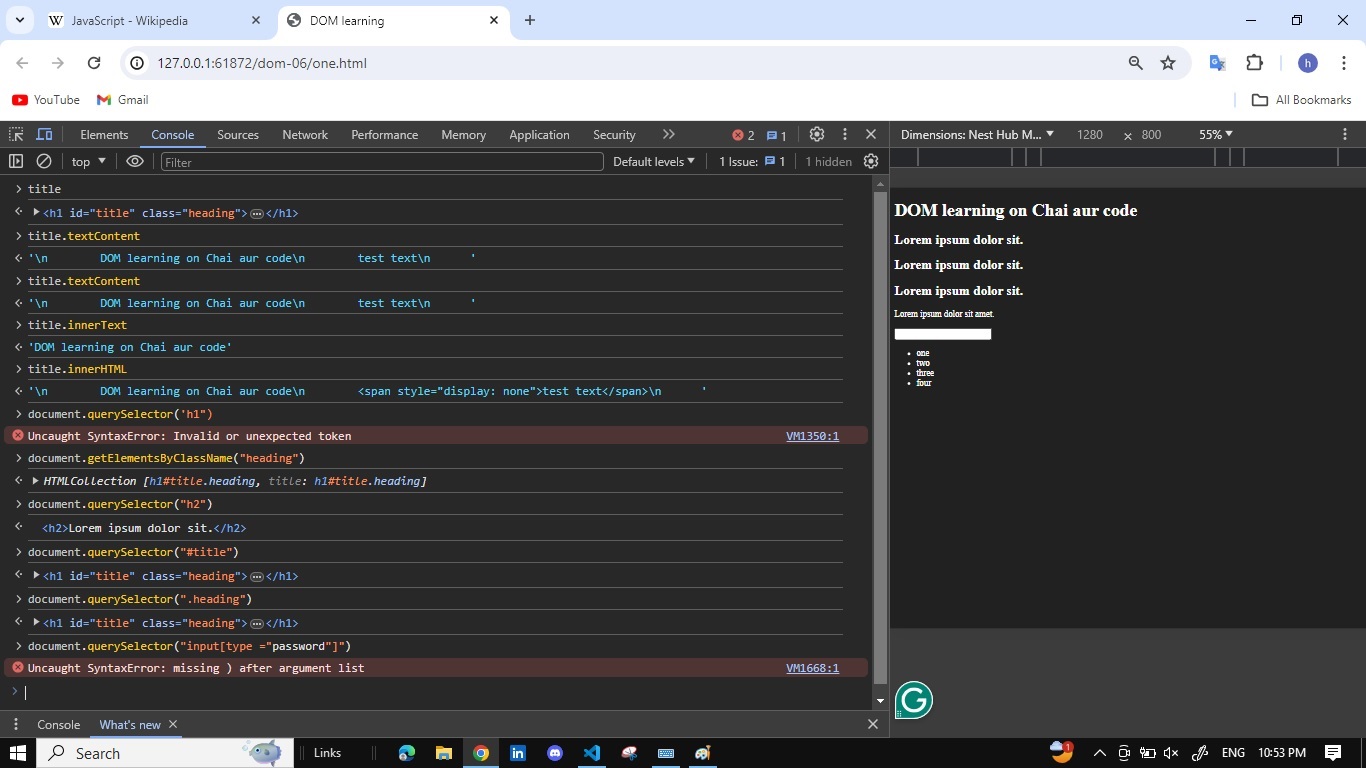 JavaScript - Wikipedia
DOM learning
127.0.0.1:61872/dom-06/one.html
h
YouTube
Gmail
All Bookmarks
Elements Console Sources Network Performance Memory Application Security 2 1
Dimensions: Nest Hub M... 1280 x 800 55%
top Filter Default levels 1 Issue: 1 1 hidden
title
<h1 id="title" class="heading">…</h1>
title.textContent
'\n        DOM learning on Chai aur code\n        test text\n      '
title.textContent
'\n        DOM learning on Chai aur code\n        test text\n      '
title.innerText
'DOM learning on Chai aur code'
title.innerHTML
'\n        DOM learning on Chai aur code\n        <span style="display: none">test text</span>\n      '
document.querySelector('h1")
Uncaught SyntaxError: Invalid or unexpected token VM1350:1
document.getElementsByClassName("heading")
HTMLCollection [h1#title.heading, title: h1#title.heading]
document.querySelector("h2")
<h2>Lorem ipsum dolor sit.</h2>
document.querySelector("#title")
<h1 id="title" class="heading">…</h1>
document.querySelector(".heading")
<h1 id="title" class="heading">…</h1>
document.querySelector("input[type ="password"]")
Uncaught SyntaxError: missing ) after argument list VM1668:1
DOM learning on Chai aur code
Lorem ipsum dolor sit.
Lorem ipsum dolor sit.
Lorem ipsum dolor sit.
Lorem ipsum dolor sit amet.
one
two
three
four
Console What's new
Search
Links
1
ENG 10:53 PM